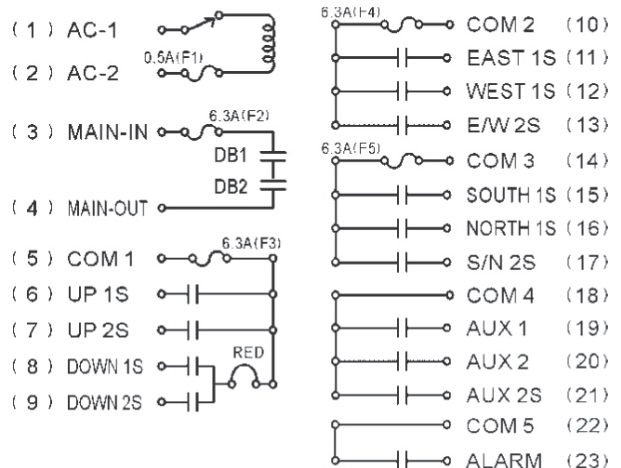 ( 1 ) AC-1
0.5A(F1)
( 2 ) AC-2
6.3A(F2)
( 3 ) MAIN-IN
DB1
DB2
( 4 ) MAIN-OUT
6.3A(F3)
( 5 ) COM 1
( 6 ) UP 1S
( 7 ) UP 2S
RED
( 8 ) DOWN 1S
( 9 ) DOWN 2S
6.3A(F4)
COM 2 (10)
EAST 1S (11)
WEST 1S (12)
E/W 2S (13)
6.3A(F5)
COM 3 (14)
SOUTH 1S (15)
NORTH 1S (16)
S/N 2S (17)
COM 4 (18)
AUX 1 (19)
AUX 2 (20)
AUX 2S (21)
COM 5 (22)
ALARM (23)